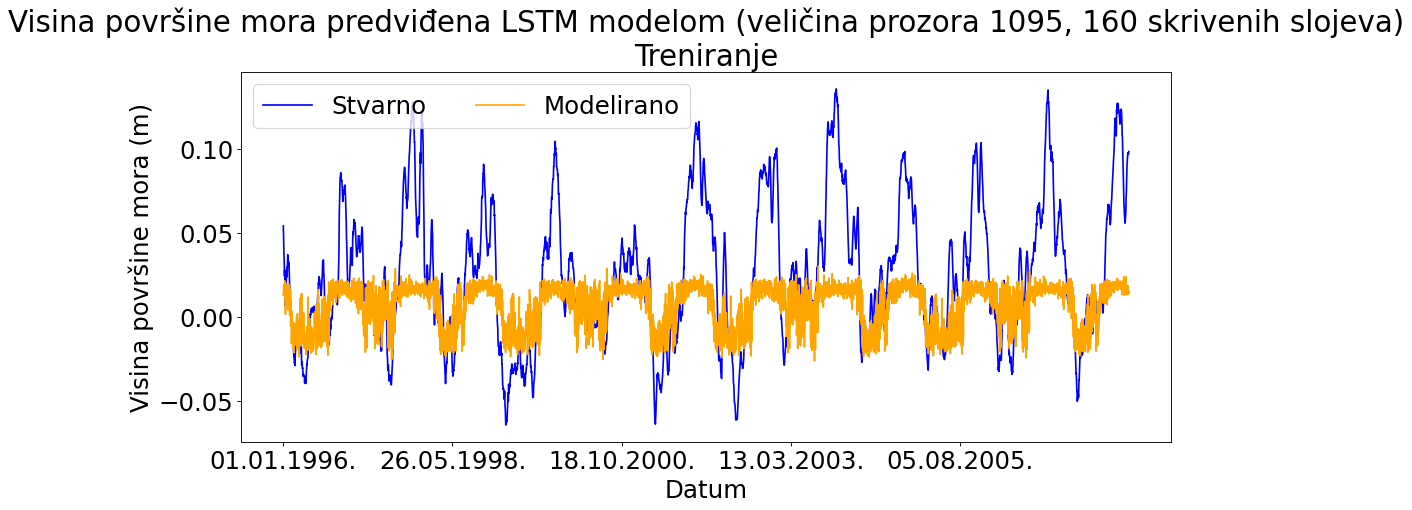 Visina površine mora predviđena LSTM modelom (veličina prozora 1095, 160 skrivenih slojeva)
Treniranje
Stvarno Modelirano
Visina površine mora (m)
0.10
0.05
0.00
−0.05
01.01.1996. 26.05.1998. 18.10.2000. 13.03.2003. 05.08.2005.
Datum